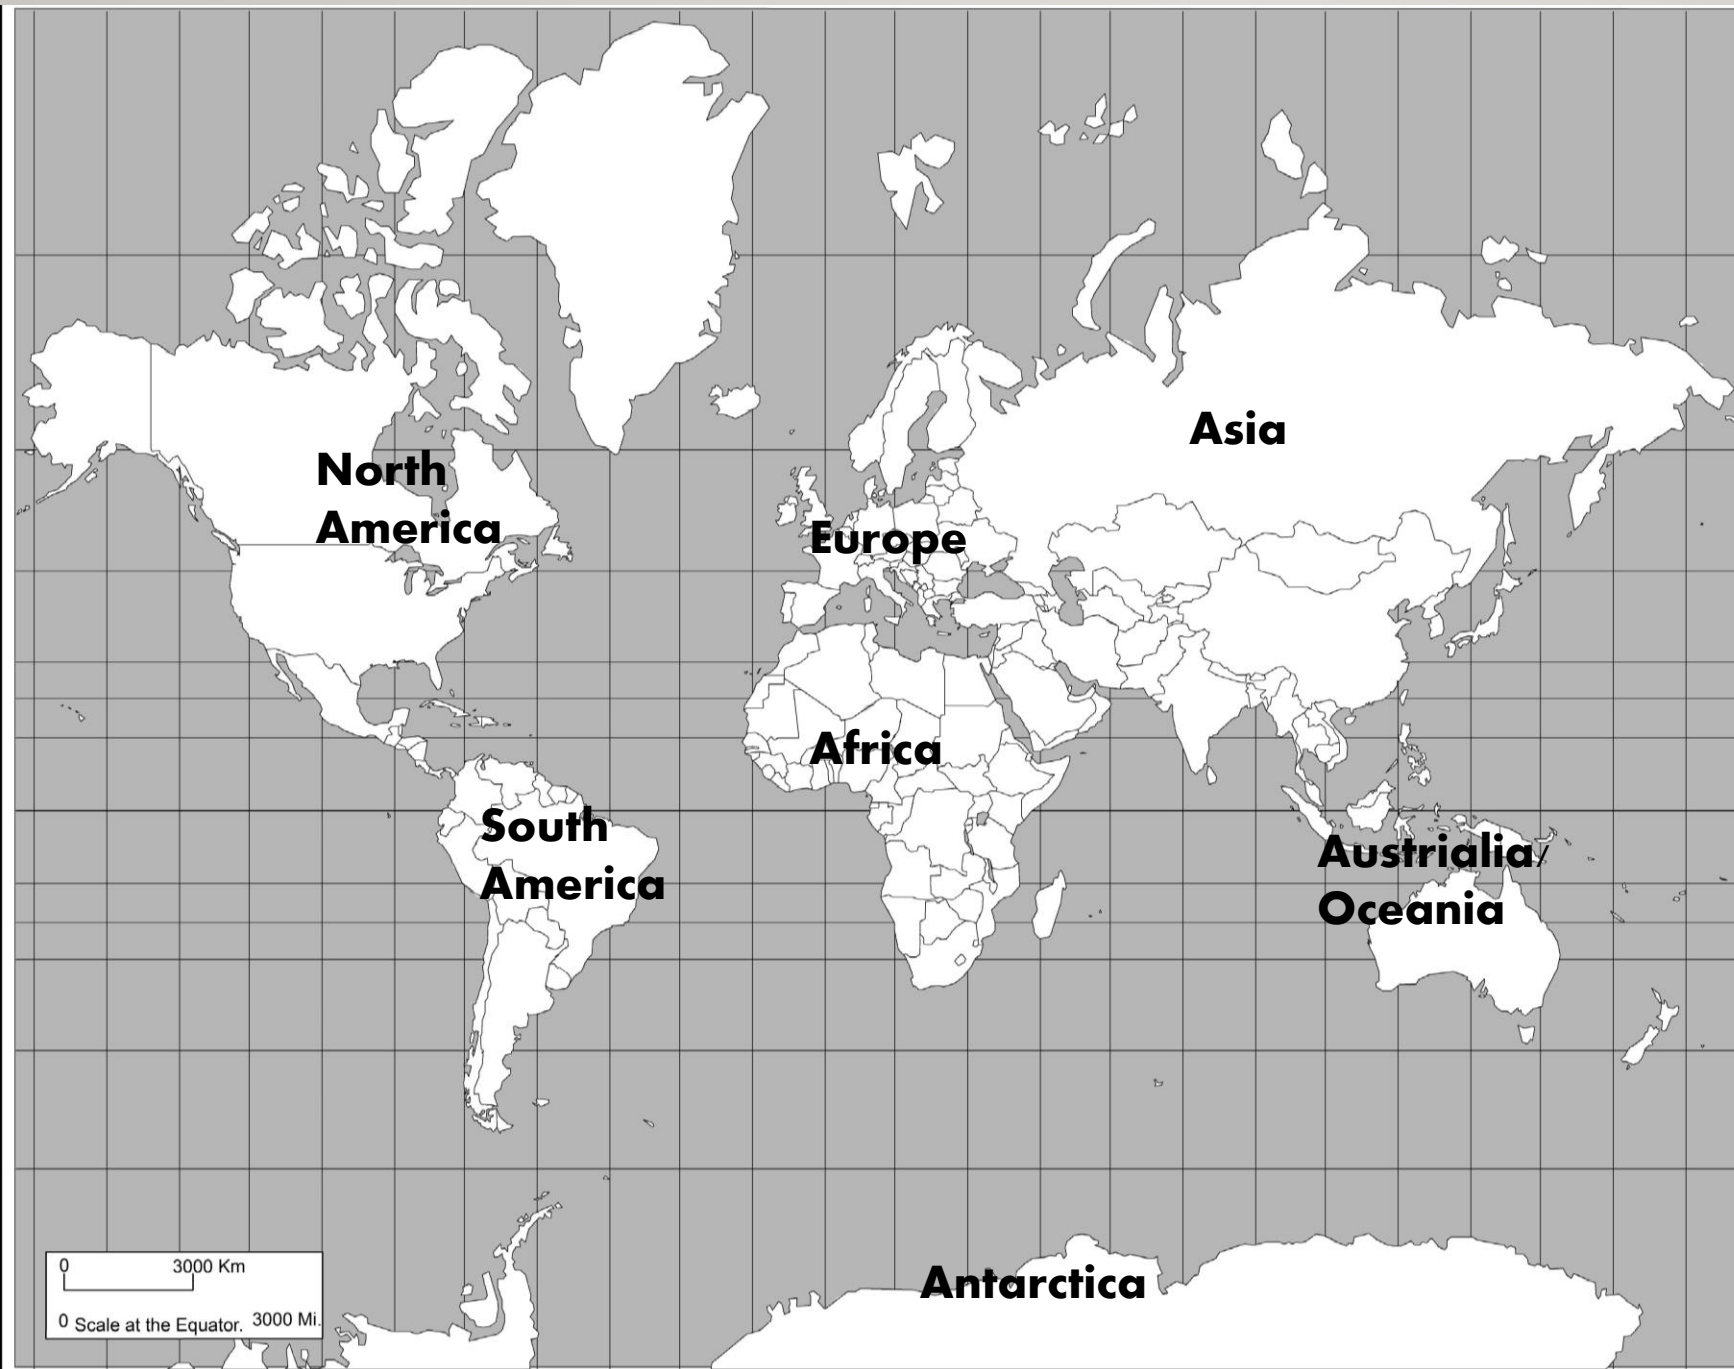 Asia
North
America
Europe
Africa
South
America
Austrialia/
Oceania
Antarctica
0 3000 Km
0 Scale at the Equator. 3000 Mi.